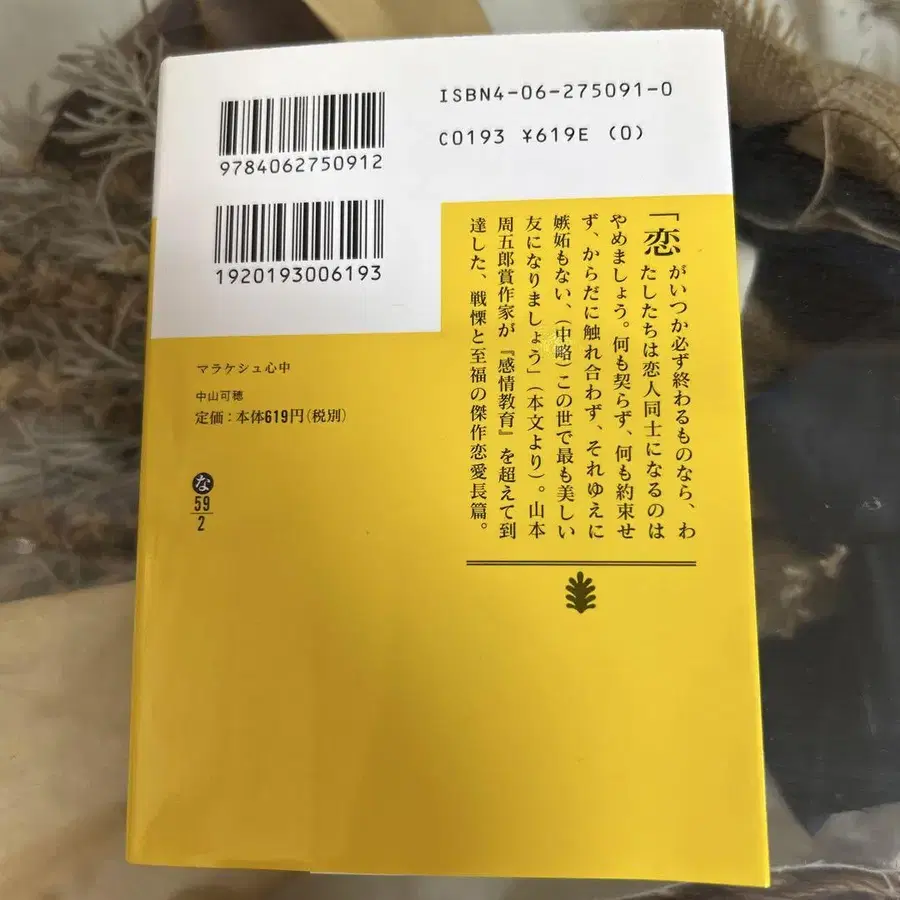 9784062750912
ISBN4-06-275091-0
C0193 ¥619E (0)
1920193006193
マラケシュ心中
中山可穂
定価:本体619円(税別)
な
59
2
「恋がいつか必ず終わるものなら、わ
たしたちは恋人同士になるのは
やめましょう。何も契らず、何も約束せ
ず、からだに触れ合わず、それゆえに
嫉妬もない、(中略)この世で最も美しい
友になりましょう」(本文より)。山本
周五郎賞作家が『感情教育』を超えて到
達した、戦慄と至福の傑作恋愛長篇。